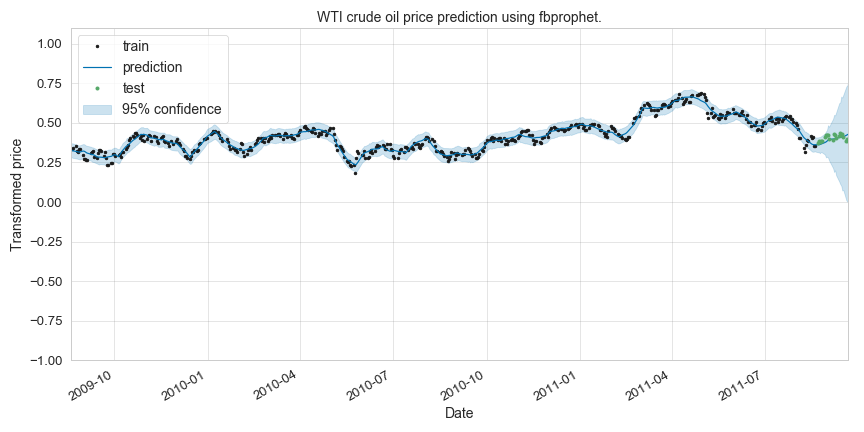 WTI crude oil price prediction using fbprophet.
train
prediction
test
95% confidence
1.00
0.75
0.50
0.25
0.00
−0.25
−0.50
−0.75
−1.00
Transformed price
2009-10
2010-01
2010-04
2010-07
2010-10
2011-01
2011-04
2011-07
Date